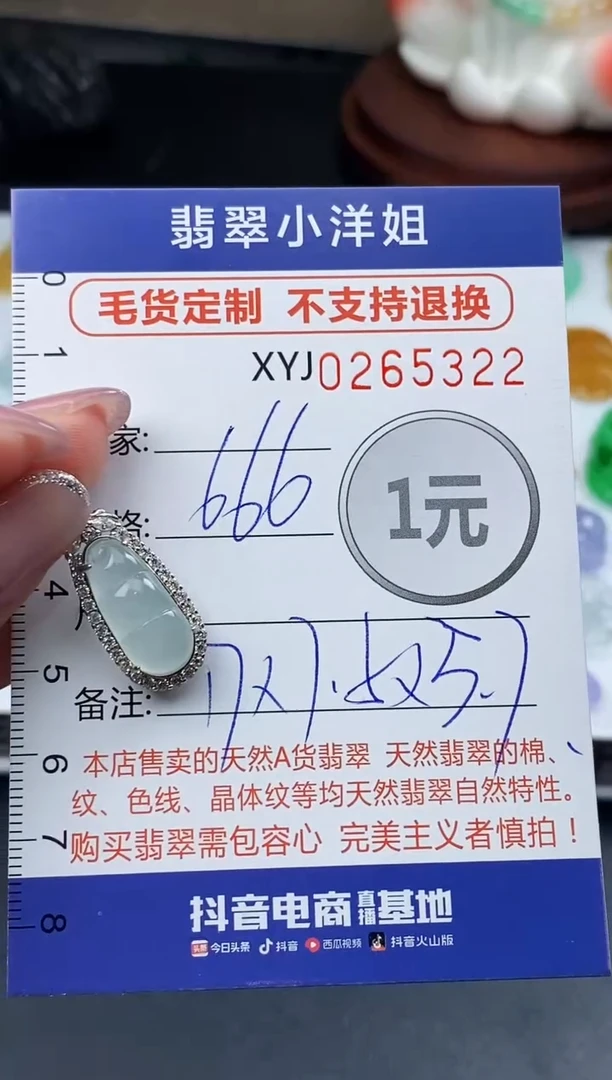 翡翠小洋姐
毛货定制 不支持退换
XYJ0265322
家:
666
格:
1元
备注:
本店售卖的天然A货翡翠 天然翡翠的棉、
纹、色线、晶体纹等均天然翡翠自然特性。
购买翡翠需包容心 完美主义者慎拍！
抖音电商直播基地
头条 今日头条 抖音 西瓜视频 抖音火山版
0
1
4
5
6
7
8